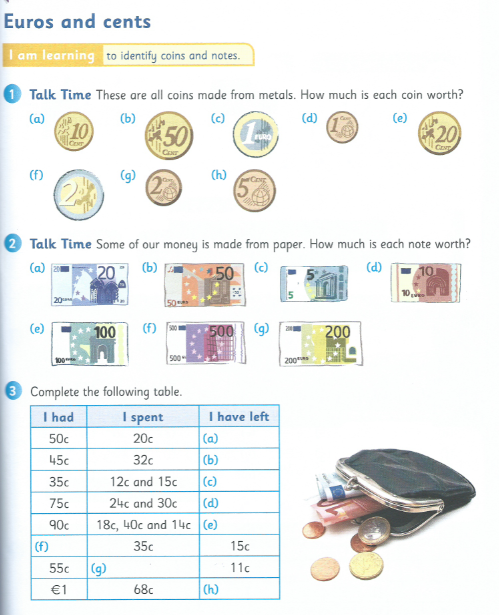 Euros and cents
I am learning to identify coins and notes.
1 Talk Time These are all coins made from metals. How much is each coin worth?
(a) (b) (c) (d) (e)
10 CENT 50 CENT 1 EURO 1 CENT 20 CENT
(f) (g) (h)
2 2 CENT 5 CENT
2 Talk Time Some of our money is made from paper. How much is each note worth?
(a) (b) (c) (d)
20 20 50 5 10
20 EURO 50 EURO 5 10 EURO
(e) (f) (g)
100 500 500 200 200
100 EURO 500 200 EURO
3 Complete the following table.
I had I spent I have left
50c 20c (a)
45c 32c (b)
35c 12c and 15c (c)
75c 24c and 30c (d)
90c 18c, 40c and 14c (e)
(f) 35c 15c
55c (g) 11c
€1 68c (h)